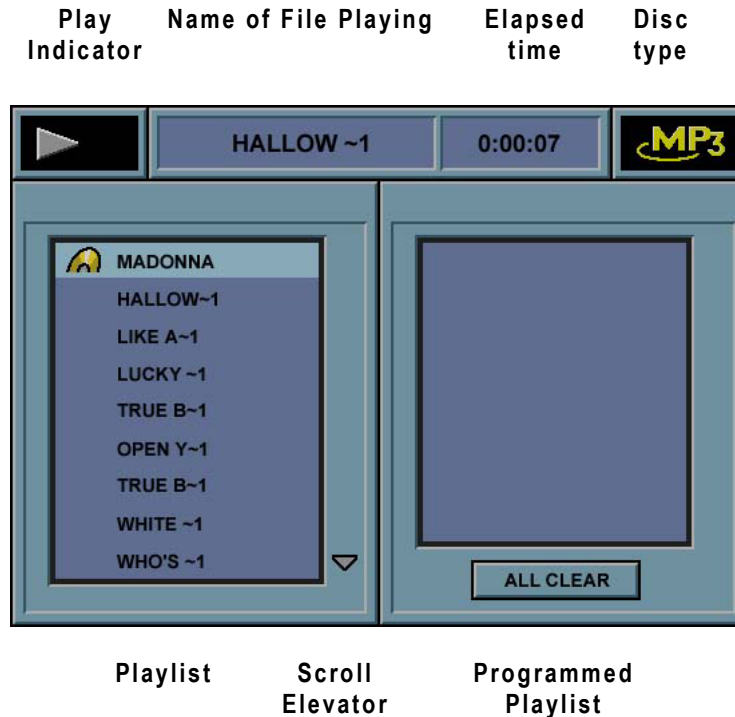 Play Indicator
Name of File Playing
Elapsed time
Disc type
HALLOW ~1
0:00:07
MP3
MADONNA
HALLOW~1
LIKE A~1
LUCKY ~1
TRUE B~1
OPEN Y~1
TRUE B~1
WHITE ~1
WHO'S ~1
ALL CLEAR
Playlist
Scroll Elevator
Programmed Playlist